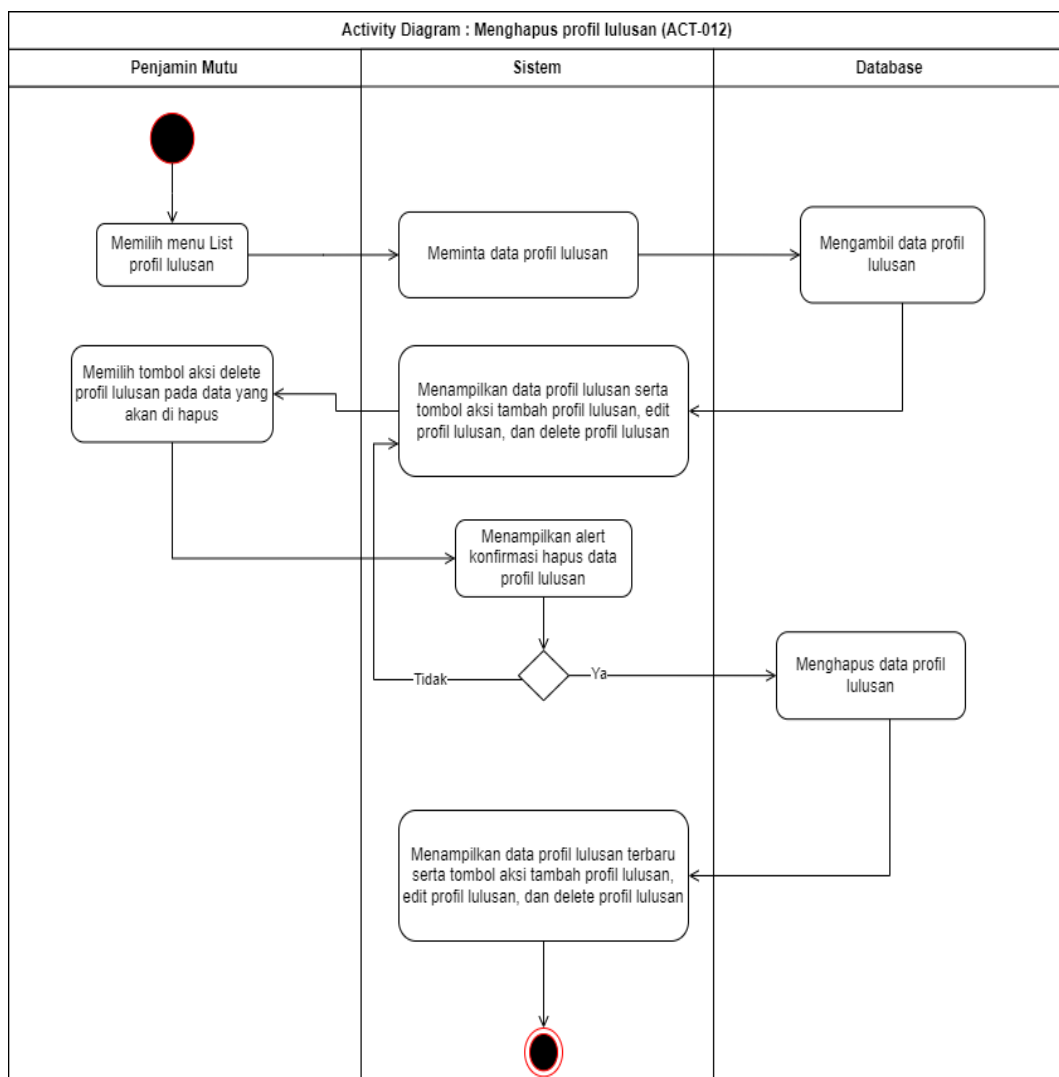 Activity Diagram : Menghapus profil lulusan (ACT-012)
Penjamin Mutu
Sistem
Database
Memilih menu List
profil lulusan
Meminta data profil lulusan
Mengambil data profil
lulusan
Memilih tombol aksi delete
profil lulusan pada data yang
akan di hapus
Menampilkan data profil lulusan serta
tombol aksi tambah profil lulusan, edit
profil lulusan, dan delete profil lulusan
Menampilkan alert
konfirmasi hapus data
profil lulusan
Tidak
Ya
Menghapus data profil
lulusan
Menampilkan data profil lulusan terbaru
serta tombol aksi tambah profil lulusan,
edit profil lulusan, dan delete profil lulusan